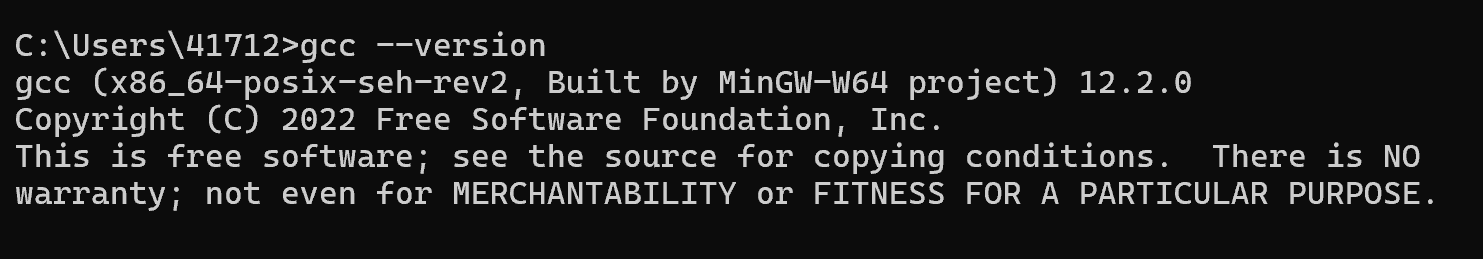 C:\Users\41712>gcc --version
gcc (x86_64-posix-seh-rev2, Built by MinGW-W64 project) 12.2.0
Copyright (C) 2022 Free Software Foundation, Inc.
This is free software; see the source for copying conditions.  There is NO
warranty; not even for MERCHANTABILITY or FITNESS FOR A PARTICULAR PURPOSE.